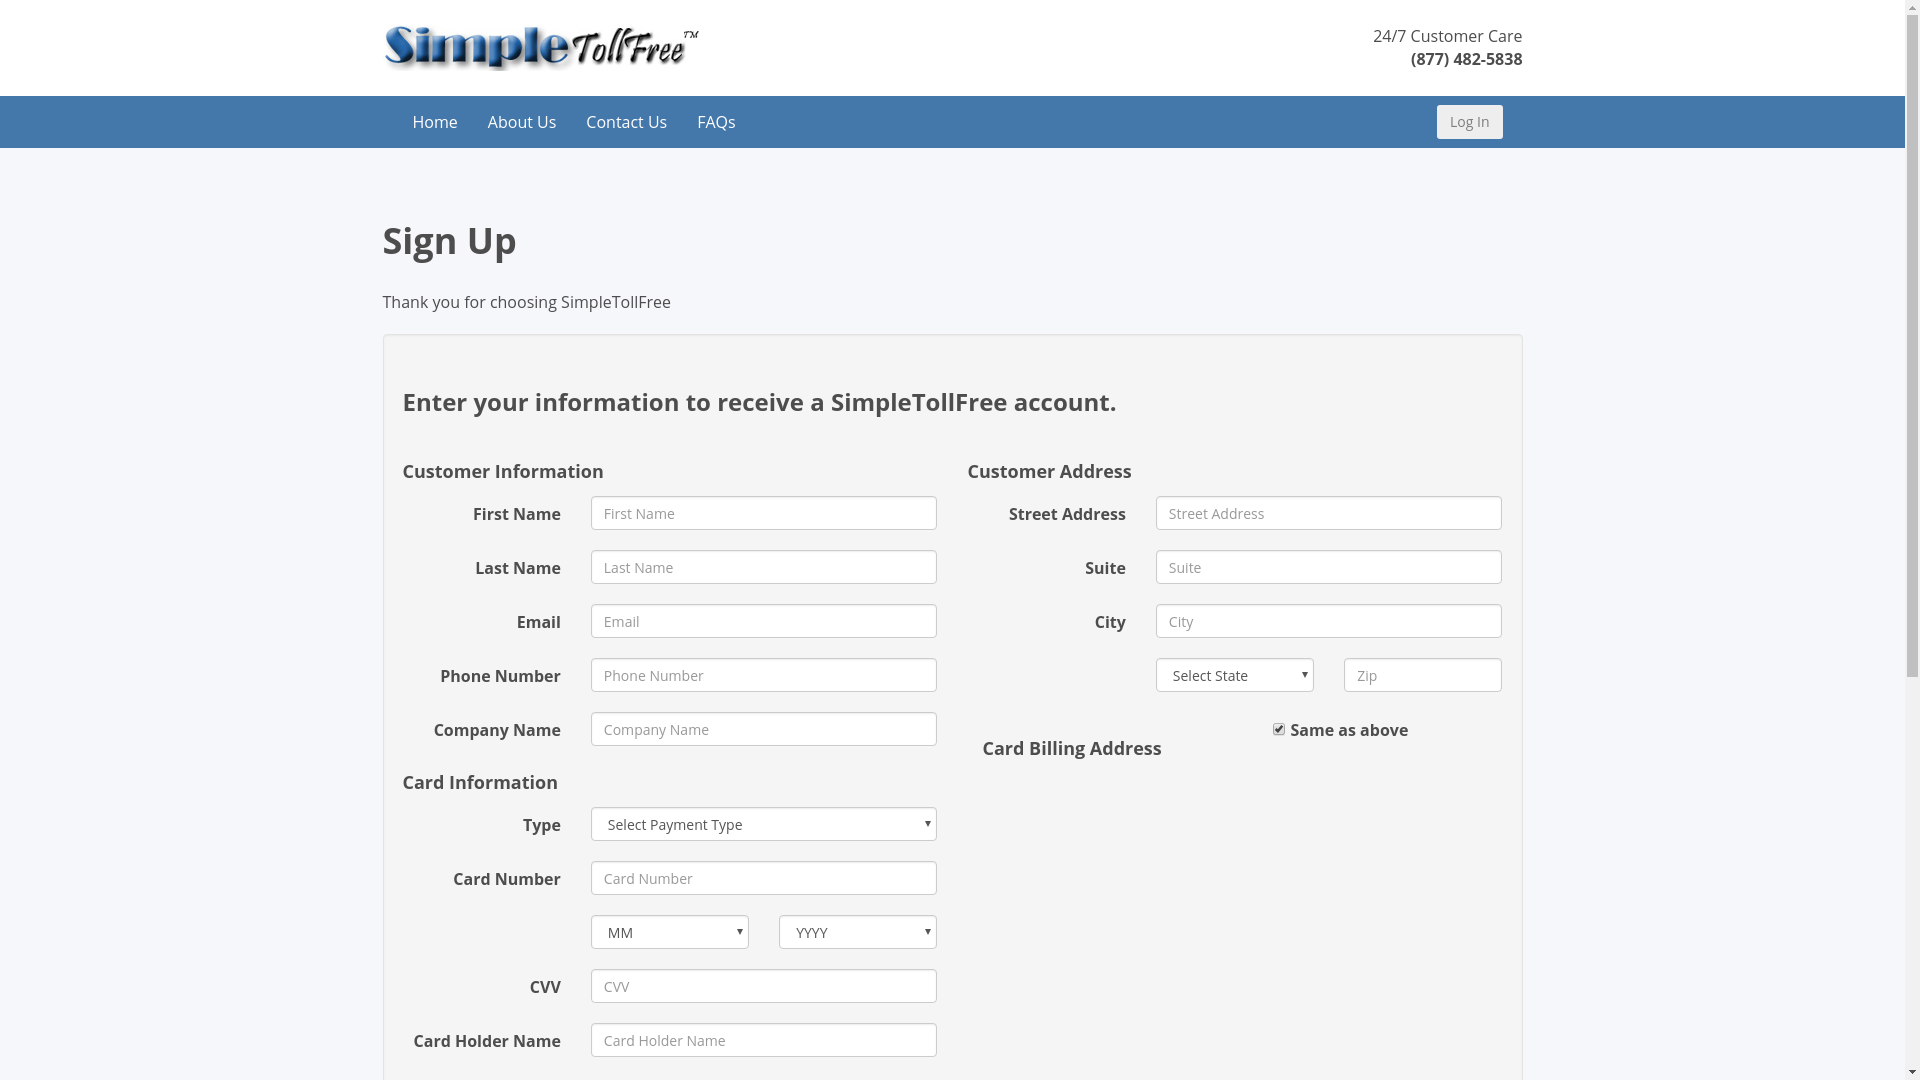 Simple TollFree™
24/7 Customer Care
(877) 482-5838
Home
About Us
Contact Us
FAQs
Log In
Sign Up
Thank you for choosing SimpleTollFree
Enter your information to receive a SimpleTollFree account.
Customer Information
First Name
First Name
Last Name
Last Name
Email
Email
Phone Number
Phone Number
Company Name
Company Name
Card Information
Type
Select Payment Type
Card Number
Card Number
MM
YYYY
CVV
CVV
Card Holder Name
Card Holder Name
Customer Address
Street Address
Street Address
Suite
Suite
City
City
Select State
Zip
Same as above
Card Billing Address